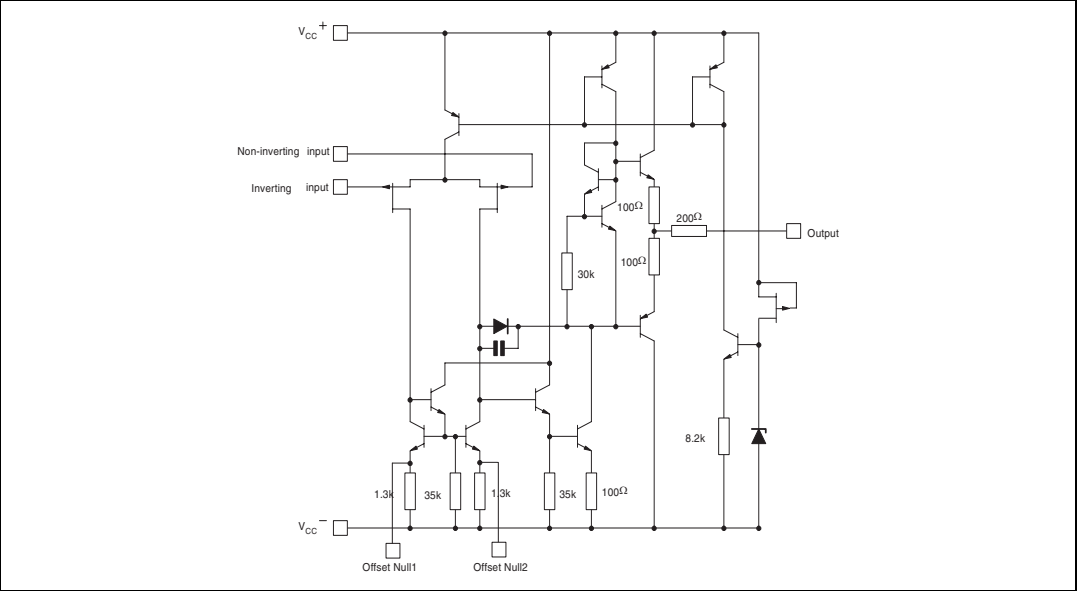 VCC+
Non-inverting input
Inverting input
100Ω
200Ω
Output
100Ω
30k
8.2k
1.3k
35k
1.3k
35k
100Ω
VCC−
Offset Null1
Offset Null2